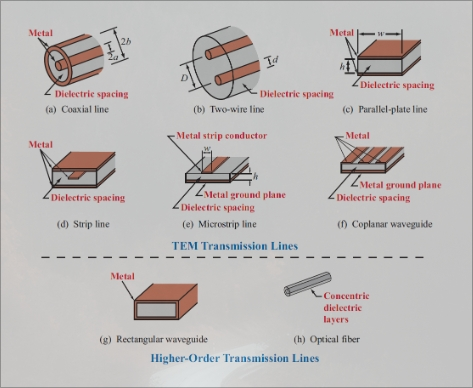 Metal
2b
2a
Dielectric spacing
(a) Coaxial line
D
d
Dielectric spacing
(b) Two-wire line
Metal
w
h
Dielectric spacing
(c) Parallel-plate line
Metal
Dielectric spacing
(d) Strip line
Metal strip conductor
w
h
Metal ground plane
Dielectric spacing
(e) Microstrip line
Metal
Metal ground plane
Dielectric spacing
(f) Coplanar waveguide
TEM Transmission Lines
Metal
(g) Rectangular waveguide
Concentric
dielectric
layers
(h) Optical fiber
Higher-Order Transmission Lines